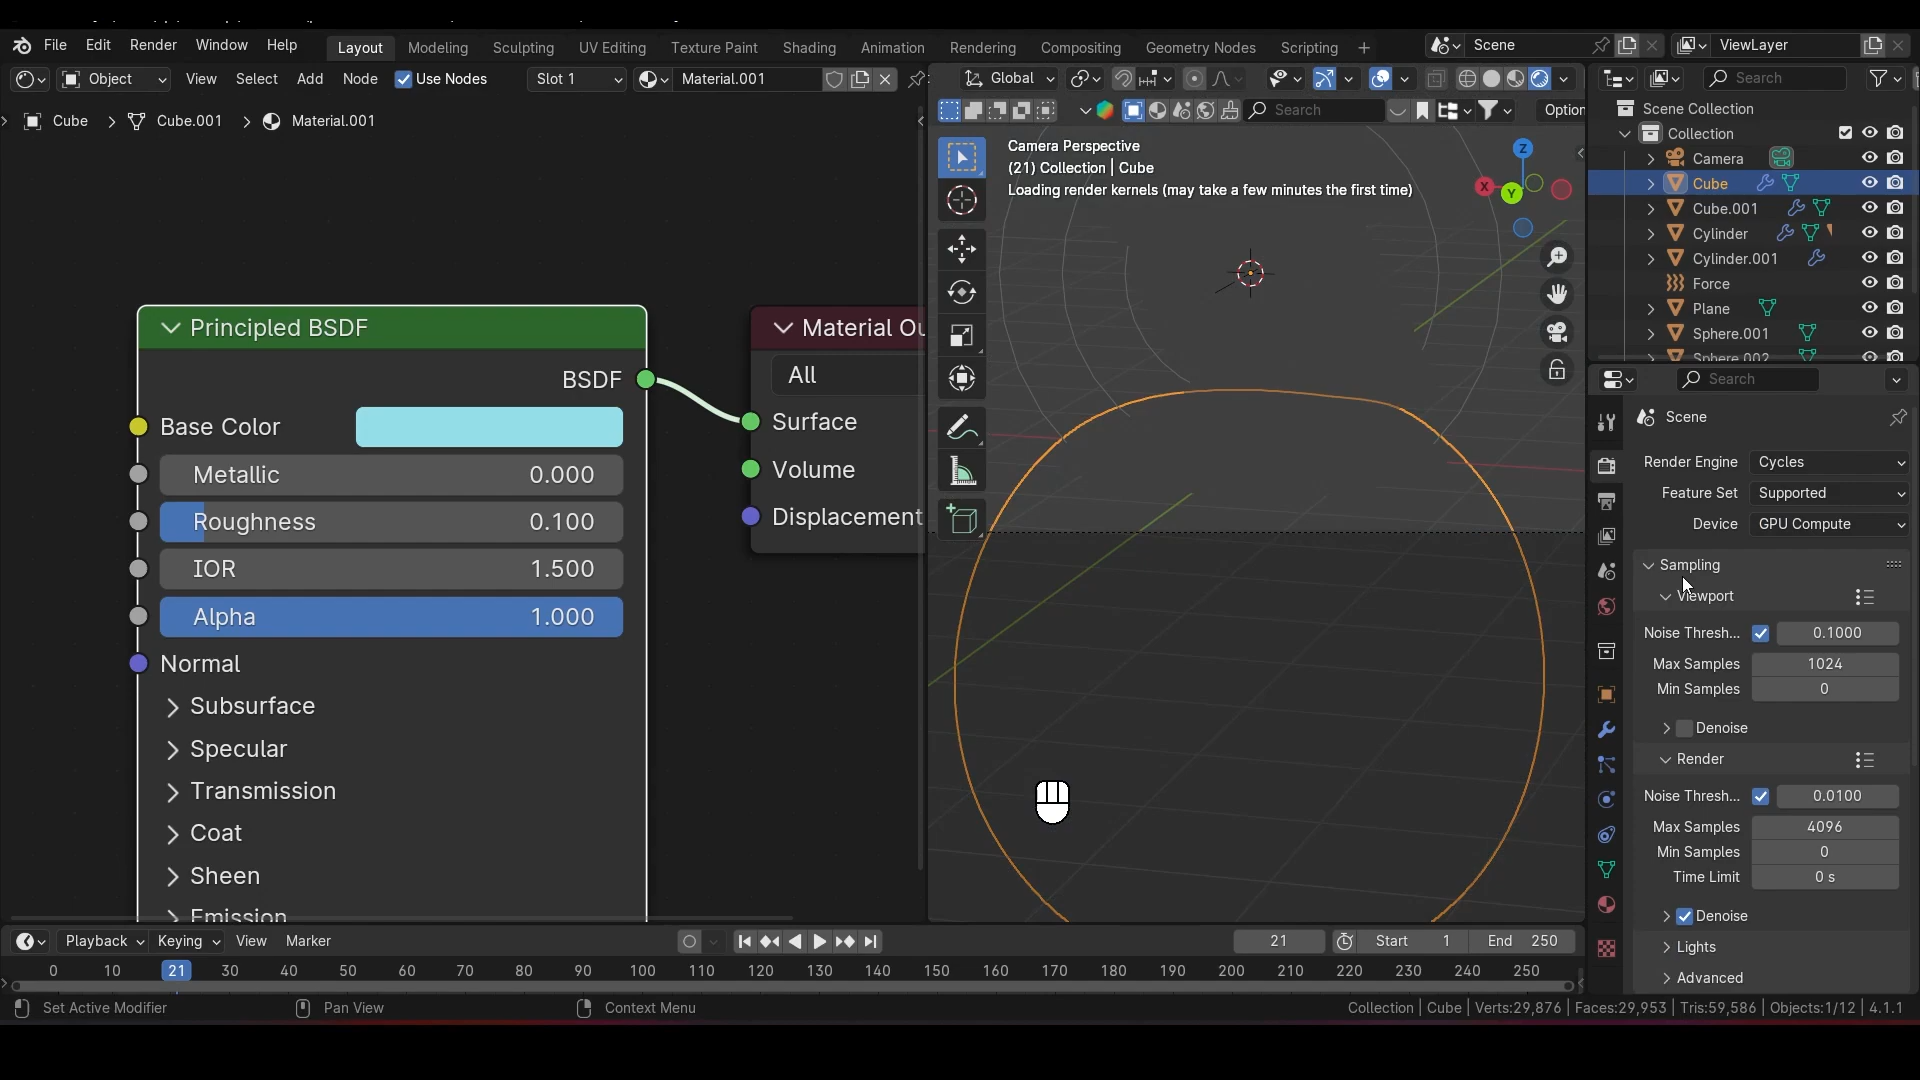 File Edit Render Window Help Layout Modeling Sculpting UV Editing Texture Paint Shading Animation Rendering Compositing Geometry Nodes Scripting + Scene ViewLayer
Object View Select Add Node Use Nodes Slot 1 Material.001
Cube > Cube.001 > Material.001
Principled BSDF
BSDF
Base Color
Metallic 0.000
Roughness 0.100
IOR 1.500
Alpha 1.000
Normal
Subsurface
Specular
Transmission
Coat
Sheen
Emission
Material Ou
All
Surface
Volume
Displacement
Global
Search Option
Camera Perspective
(21) Collection | Cube
Loading render kernels (may take a few minutes the first time)
Z
X
Y
Search
Scene Collection
Collection
Camera
Cube
Cube.001
Cylinder
Cylinder.001
Force
Plane
Sphere.001
Sphere.002
Search
Scene
Render Engine Cycles
Feature Set Supported
Device GPU Compute
Sampling
Viewport
Noise Thresh... 0.1000
Max Samples 1024
Min Samples 0
Denoise
Render
Noise Thresh... 0.0100
Max Samples 4096
Min Samples 0
Time Limit 0 s
Denoise
Lights
Advanced
Playback Keying View Marker 21 Start 1 End 250
0 10 21 30 40 50 60 70 80 90 100 110 120 130 140 150 160 170 180 190 200 210 220 230 240 250
Set Active Modifier Pan View Context Menu Collection | Cube | Verts:29,876 | Faces:29,953 | Tris:59,586 | Objects:1/12 | 4.1.1